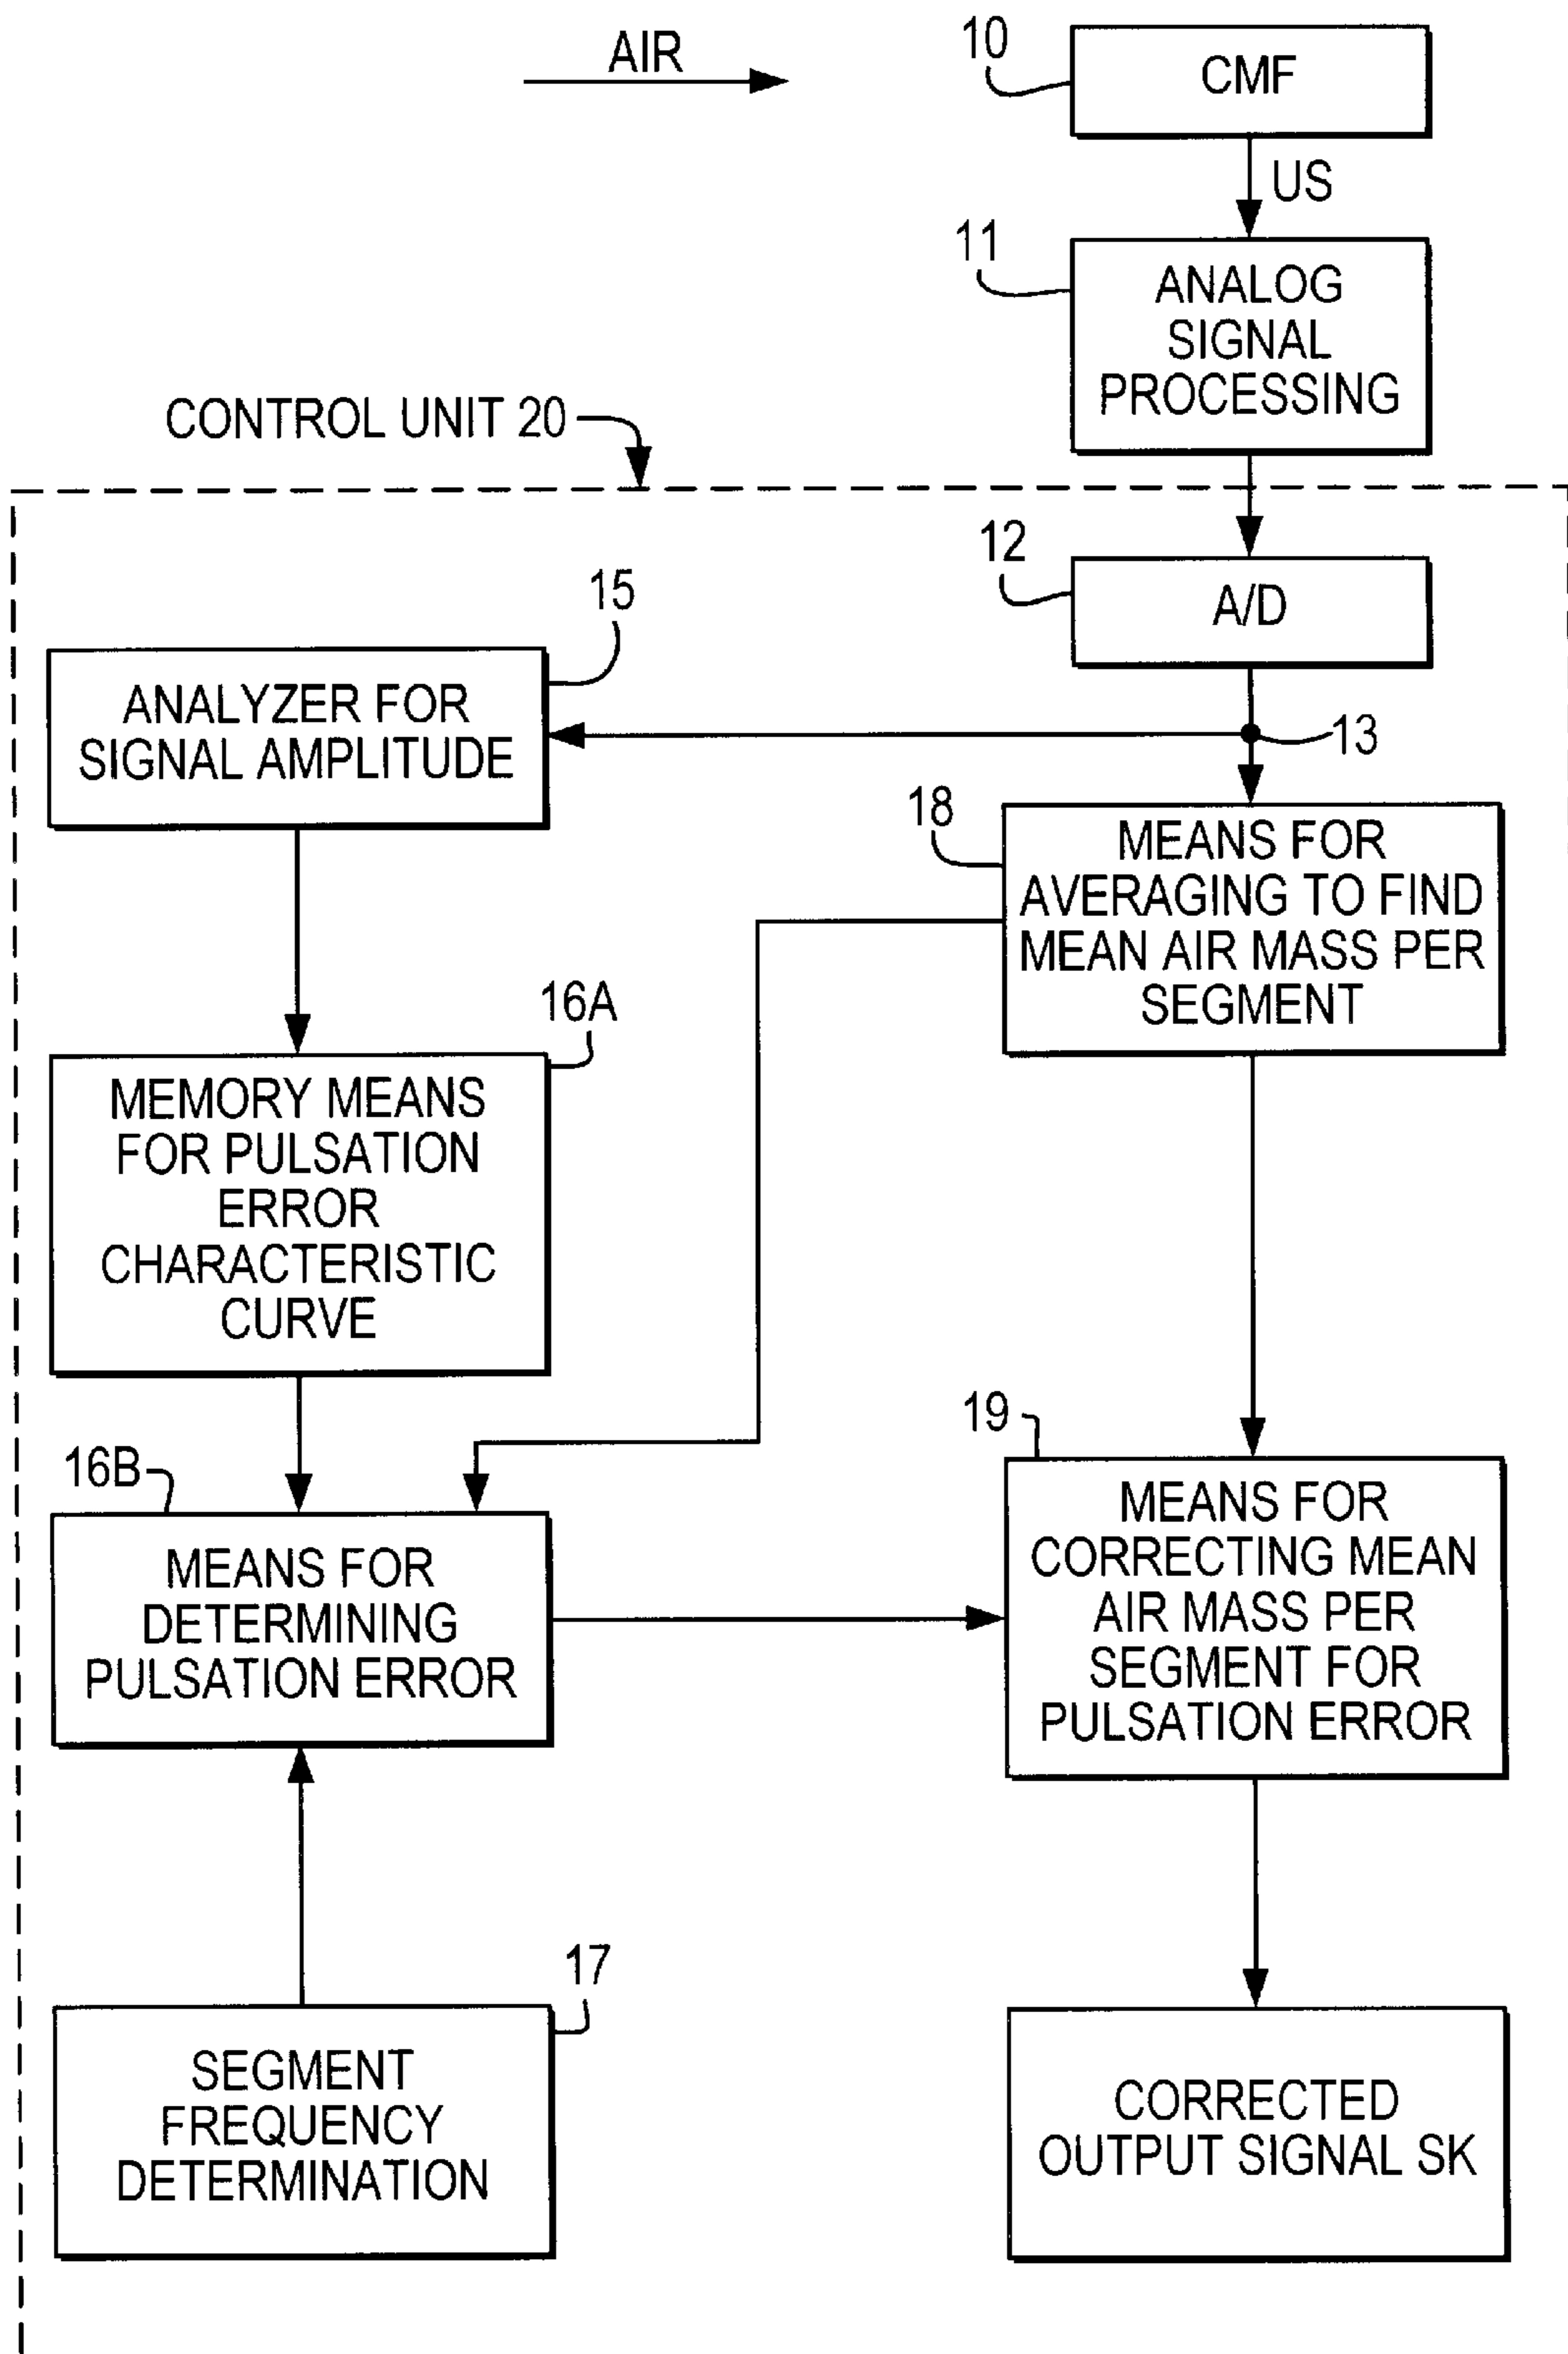 AIR
10
CMF
US
11
ANALOG
SIGNAL
PROCESSING
CONTROL UNIT 20
12
A/D
15
ANALYZER FOR
SIGNAL AMPLITUDE
13
18
MEANS FOR
AVERAGING TO FIND
MEAN AIR MASS PER
SEGMENT
16A
MEMORY MEANS
FOR PULSATION
ERROR
CHARACTERISTIC
CURVE
19
MEANS FOR
CORRECTING MEAN
AIR MASS PER
SEGMENT FOR
PULSATION ERROR
16B
MEANS FOR
DETERMINING
PULSATION ERROR
17
SEGMENT
FREQUENCY
DETERMINATION
CORRECTED
OUTPUT SIGNAL SK